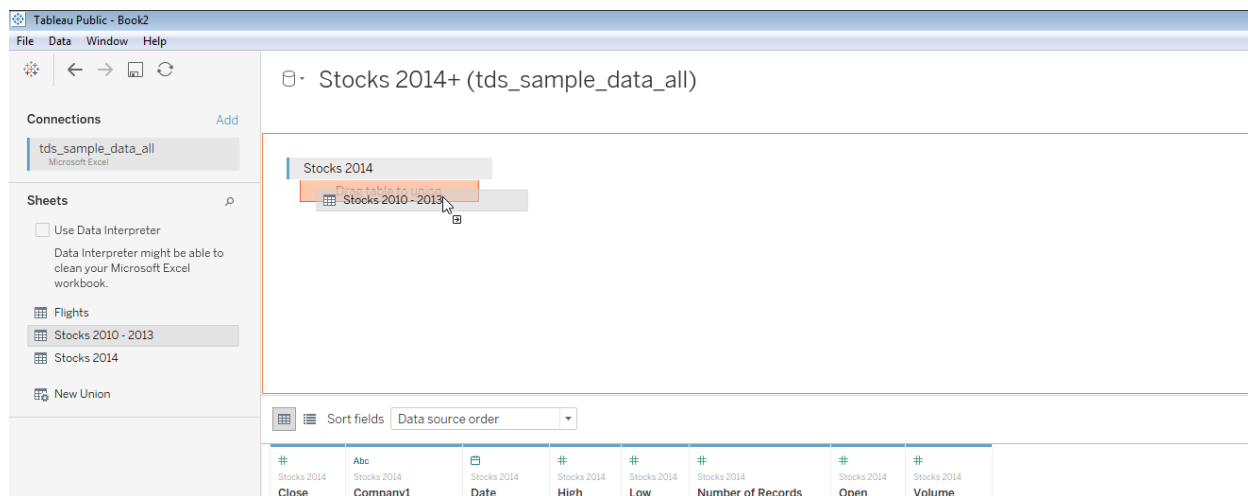 Tableau Public - Book2
File Data Window Help
Stocks 2014+ (tds_sample_data_all)
Connections Add
tds_sample_data_all
Microsoft Excel
Stocks 2014
Drag table to union
Stocks 2010 - 2013
Sheets
Use Data Interpreter
Data Interpreter might be able to
clean your Microsoft Excel
workbook.
Flights
Stocks 2010 - 2013
Stocks 2014
New Union
Sort fields Data source order
Abc
Stocks 2014 Stocks 2014 Stocks 2014 Stocks 2014 Stocks 2014 Stocks 2014 Stocks 2014 Stocks 2014
Close Company1 Date High Low Number of Records Open Volume